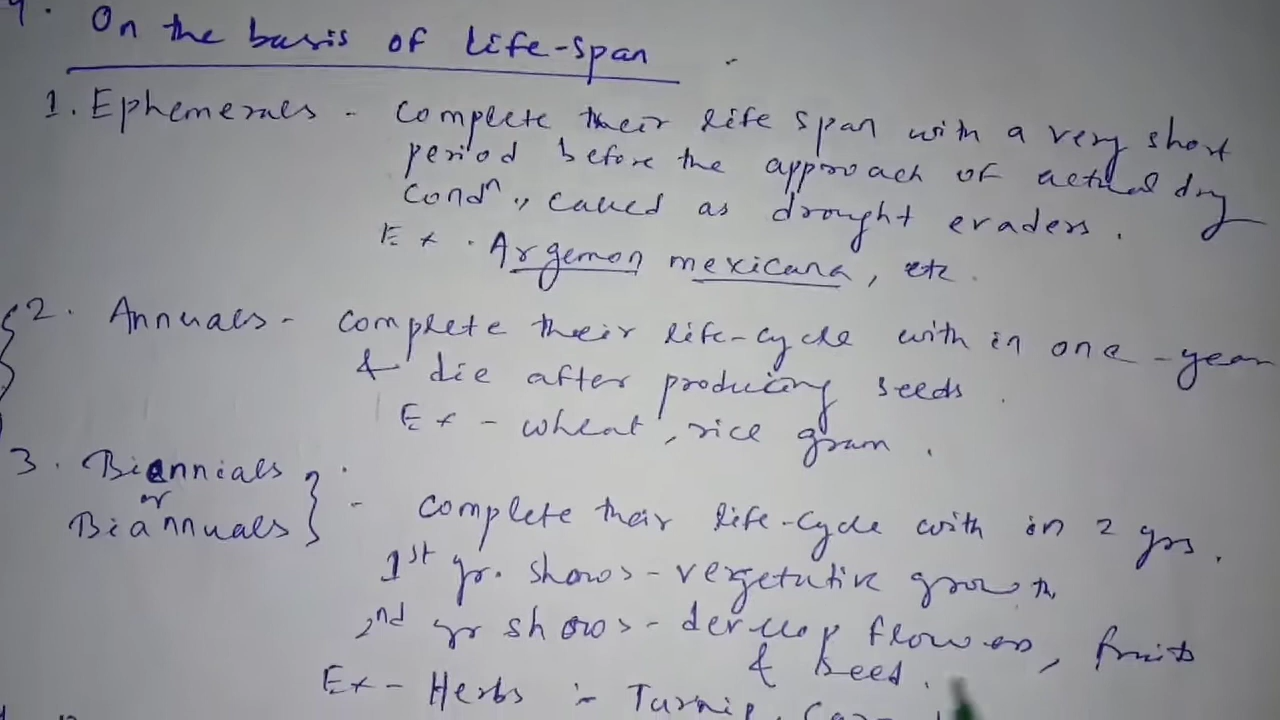 On the basis of life-span
1. Ephemerals - complete their life span with a very short
period before the approach of actual dry
Condⁿ., called as drought evaders.
Ex. Argemon mexicana, etc.
2. Annuals - complete their life-cycle with in one-year
& die after producing seeds.
Ex - wheat, rice gram.
3. Biennials
or
Biannuals - complete their life-cycle with in 2 yrs.
1st yr. shows - vergetative growth
2nd yr shows - develop flowers, fruits
& seed.
Ex - Herbs :- Turnip,